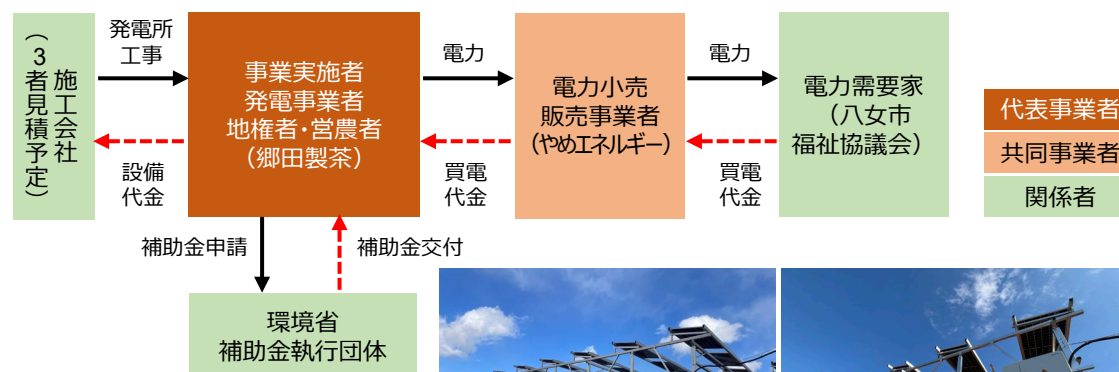 施工会社
（3者見積予定）
発電所
工事
設備
代金
事業実施者
発電事業者
地権者・営農者
（郷田製茶）
電力
買電
代金
電力小売
販売事業者
（やめエネルギー）
電力
買電
代金
電力需要家
（八女市
福祉協議会）
代表事業者
共同事業者
関係者
補助金申請
補助金交付
環境省
補助金執行団体